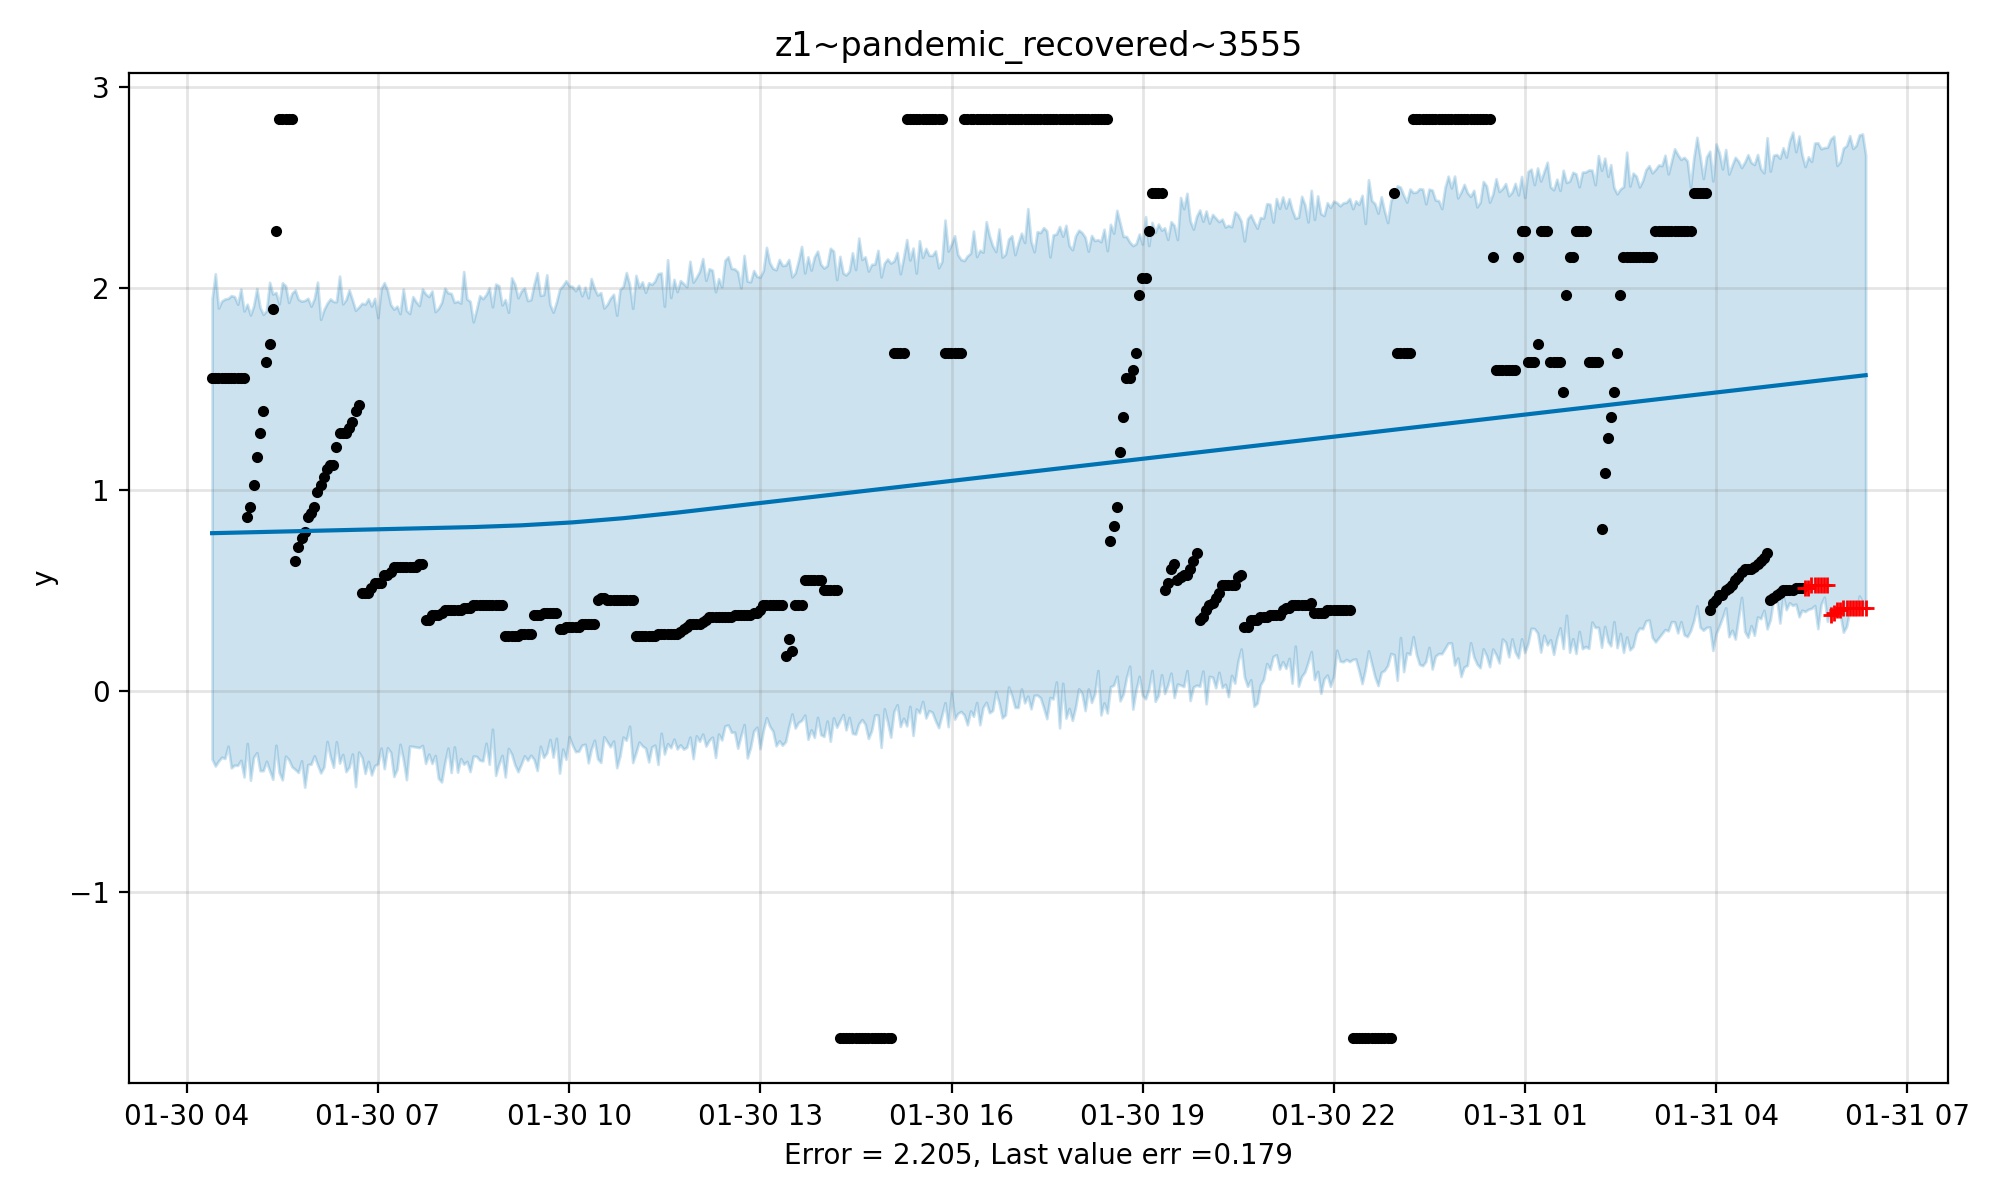 z1~pandemic_recovered~3555
3
2
1
0
−1
y
01-30 04 01-30 07 01-30 10 01-30 13 01-30 16 01-30 19 01-30 22 01-31 01 01-31 04 01-31 07
Error = 2.205, Last value err =0.179